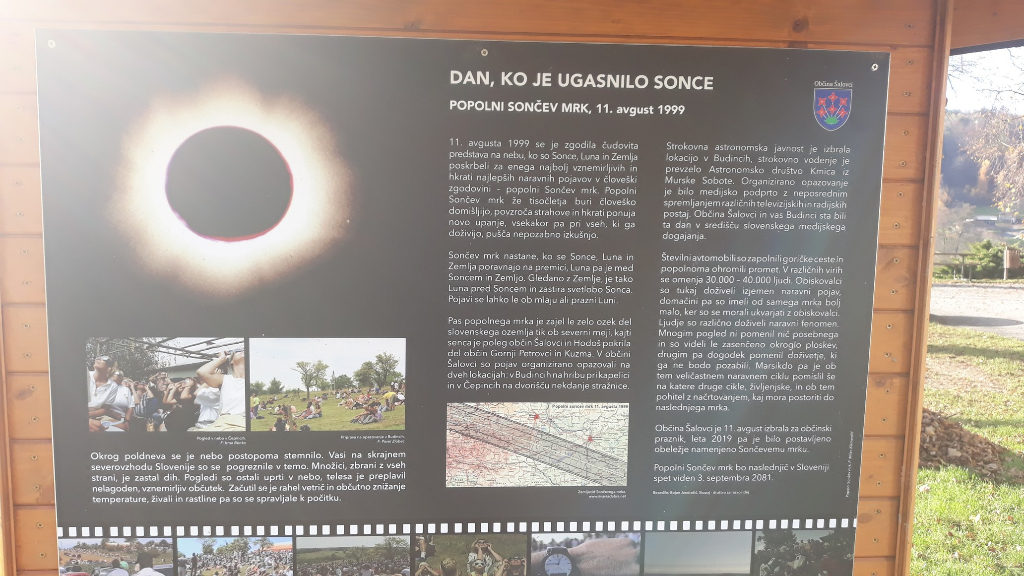 DAN, KO JE UGASNILO SONCE
POPOLNI SONČEV MRK, 11. avgust 1999
Občina Šalovci
11. avgusta 1999 se je zgodila čudovita
predstava na nebu, ko so Sonce, Luna in Zemlja
poskrbeli za enega najbolj vznemirljivih in
hkrati najlepših naravnih pojavov v človeški
zgodovini - popolni Sončev mrk. Popolni
Sončev mrk že tisočletja buri človeško
domišljijo, povzroča strahove in hkrati ponuja
novo upanje, vsekakor pa pri vseh, ki ga
doživijo, pušča nepozabno izkušnjo.
Sončev mrk nastane, ko se Sonce, Luna in
Zemlja poravnajo na premici, Luna pa je med
Soncem in Zemljo. Gledano z Zemlje, je tako
Luna pred Soncem in zastira svetlobo Sonca.
Pojavi se lahko le ob mlaju ali prazni Luni.
Pas popolnega mrka je zajel le zelo ozek del
slovenskega ozemlja tik ob severni meji, kajti
senca je poleg občin Šalovci in Hodoš pokrila
del občin Gornji Petrovci in Kuzma. V občini
Šalovci so pojav organizirano opazovali na
dveh lokacijah: v Budincih na hribu pri kapelici
in v Čepincih na dvorišču nekdanje stražnice.
Popolni sončev mrk 11. avgusta 1999
Strokovna astronomska javnost je izbrala
lokacijo v Budincih, strokovno vodenje je
prevzelo Astronomsko društvo Kmica iz
Murske Sobote. Organizirano opazovanje
je bilo medijsko podprto z neposrednim
spremljanjem različnih televizijskih in radijskih
postaj. Občina Šalovci in vas Budinci sta bili
ta dan v središču slovenskega medijskega
dogajanja.
Številni avtomobili so zapolnili goričke ceste in
popolnoma ohromili promet. V različnih virih
se omenja 30.000 - 40.000 ljudi. Obiskovalci
so tukaj doživeli izjemen naravni pojav,
domačini pa so imeli od samega mrka bolj
malo, ker so se morali ukvarjati z obiskovalci.
Ljudje so različno doživeli naravni fenomen.
Mnogim pogled ni pomenil nič posebnega
in so videli le zasenčeno okroglo ploskev,
drugim pa dogodek pomenil doživetje, ki
ga ne bodo pozabili. Marsikdo pa je ob
tem veličastnem naravnem ciklu pomislil še
na katere druge cikle, življenjske, in ob tem
pohitel z načrtovanjem, kaj mora postoriti do
naslednjega mrka.
Občina Šalovci je 11. avgust izbrala za občinski
praznik, leta 2019 pa je bilo postavljeno
obeležje namenjeno Sončevemu mrku.
Popolni Sončev mrk bo naslednjič v Sloveniji
spet viden 3. septembra 2081.
Okrog poldneva se je nebo postopoma stemnilo. Vasi na skrajnem
severovzhodu Slovenije so se pogreznile v temo. Množici, zbrani z vseh
strani, je zastal dih. Pogledi so ostali uprti v nebo, telesa je preplavil
nelagoden, vznemirljiv občutek. Začutil se je rahel vetrič in občutno znižanje
temperature, živali in rastline pa so se spravljale k počitku.